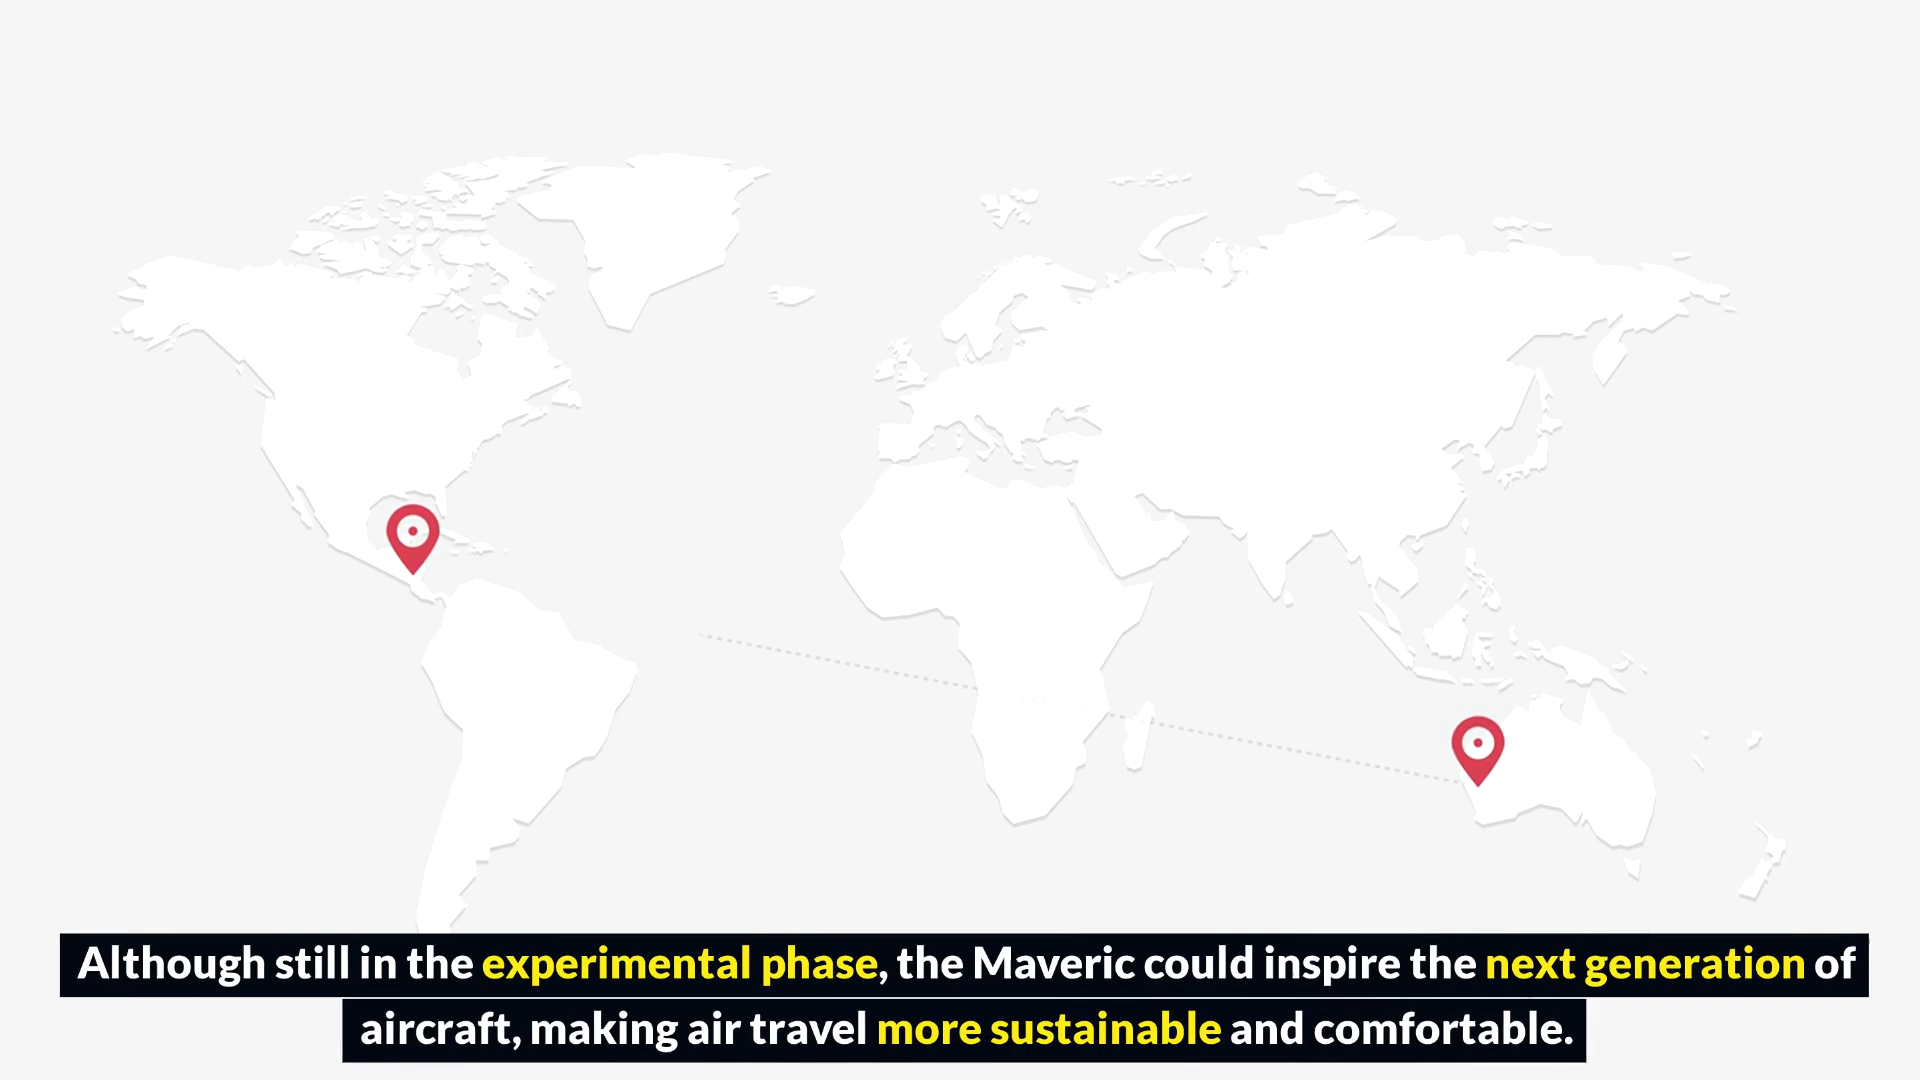 Although still in the experimental phase, the Maveric could inspire the next generation of
aircraft, making air travel more sustainable and comfortable.